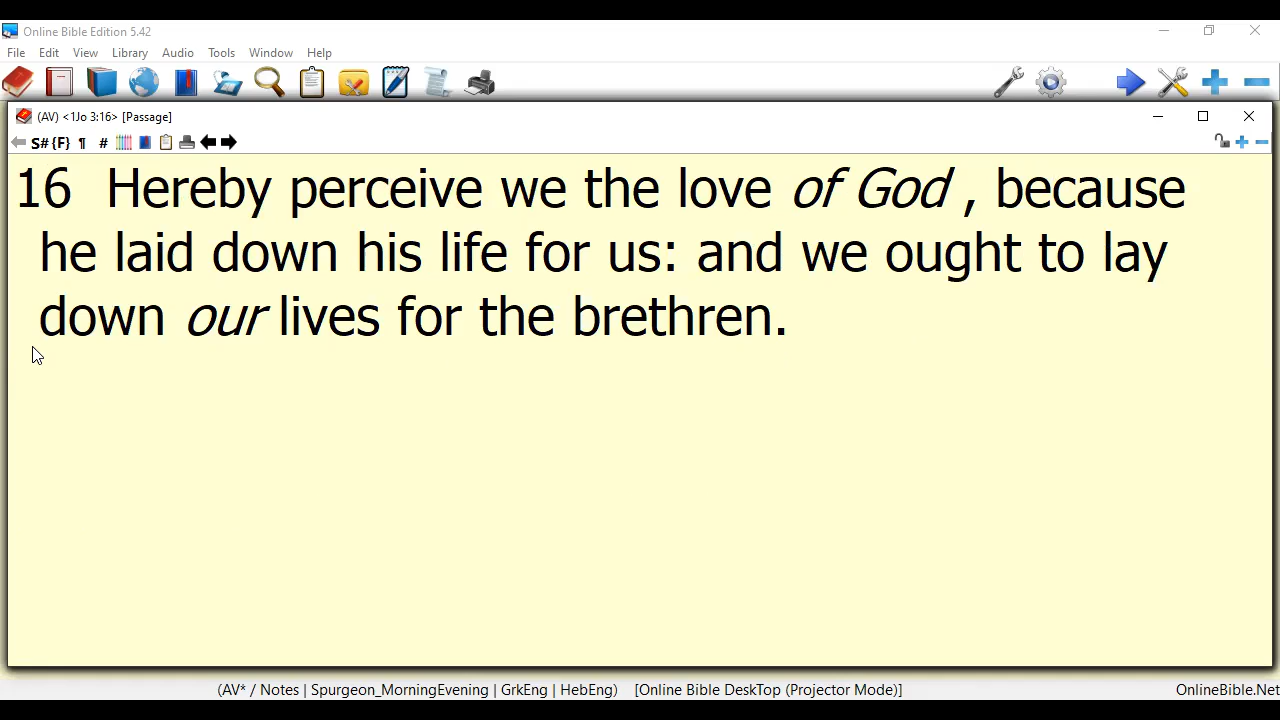 Online Bible Edition 5.42
File Edit View Library Audio Tools Window Help
(AV) <1Jo 3:16> [Passage]
S# {F} ¶ #
16 Hereby perceive we the love of God , because
he laid down his life for us: and we ought to lay
down our lives for the brethren.
(AV* / Notes | Spurgeon_MorningEvening | GrkEng | HebEng) [Online Bible DeskTop (Projector Mode)] OnlineBible.Net